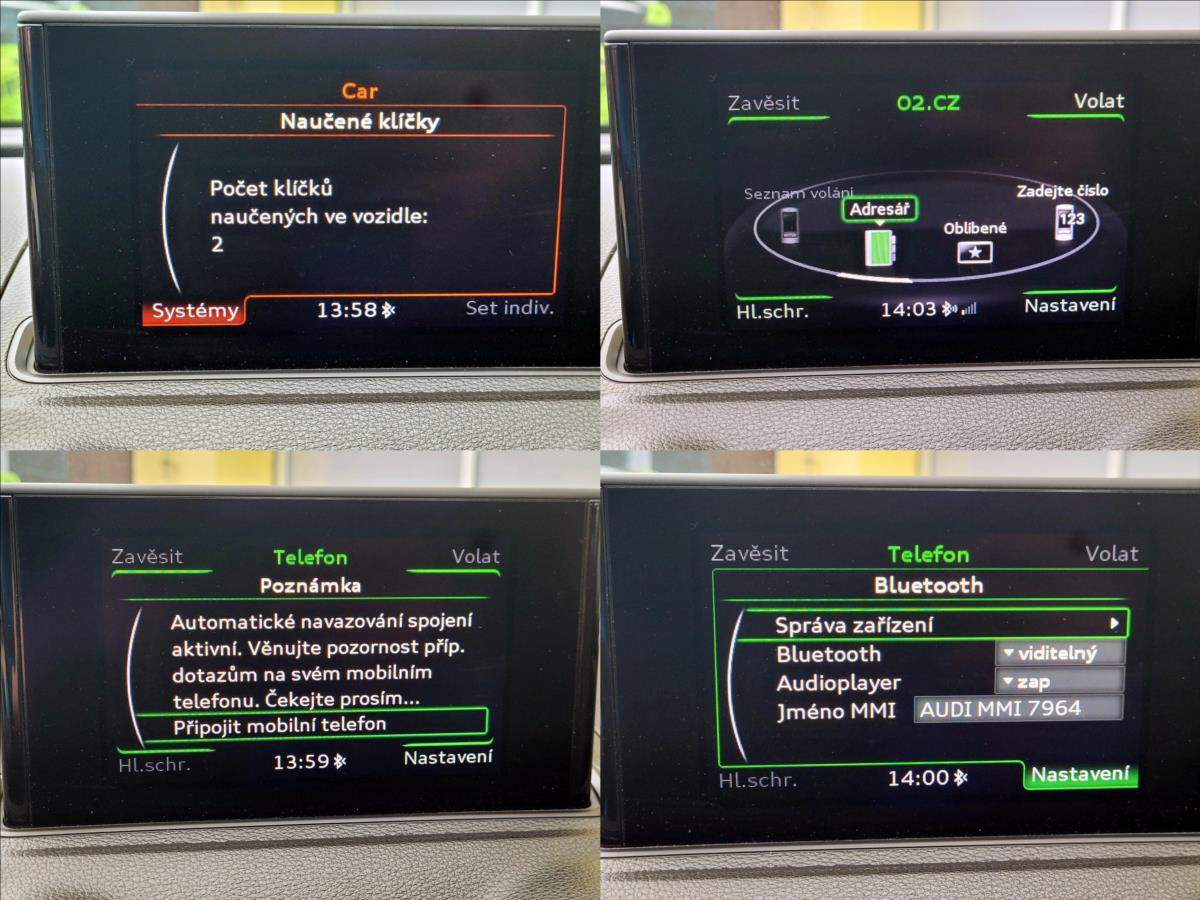 Car
Naučené klíčky
Počet klíčků
naučených ve vozidle:
2
Systémy 13:58 Set indiv.
Zavěsit O2.CZ Volat
Seznam volání
Adresář
Oblíbené
Zadejte číslo
123
Hl.schr. 14:03 Nastavení
Zavěsit Telefon Volat
Poznámka
Automatické navazování spojení
aktivní. Věnujte pozornost příp.
dotazům na svém mobilním
telefonu. Čekejte prosím...
Připojit mobilní telefon
Hl.schr. 13:59 Nastavení
Zavěsit Telefon Volat
Bluetooth
Správa zařízení
Bluetooth viditelný
Audioplayer zap
Jméno MMI AUDI MMI 7964
Hl.schr. 14:00 Nastavení